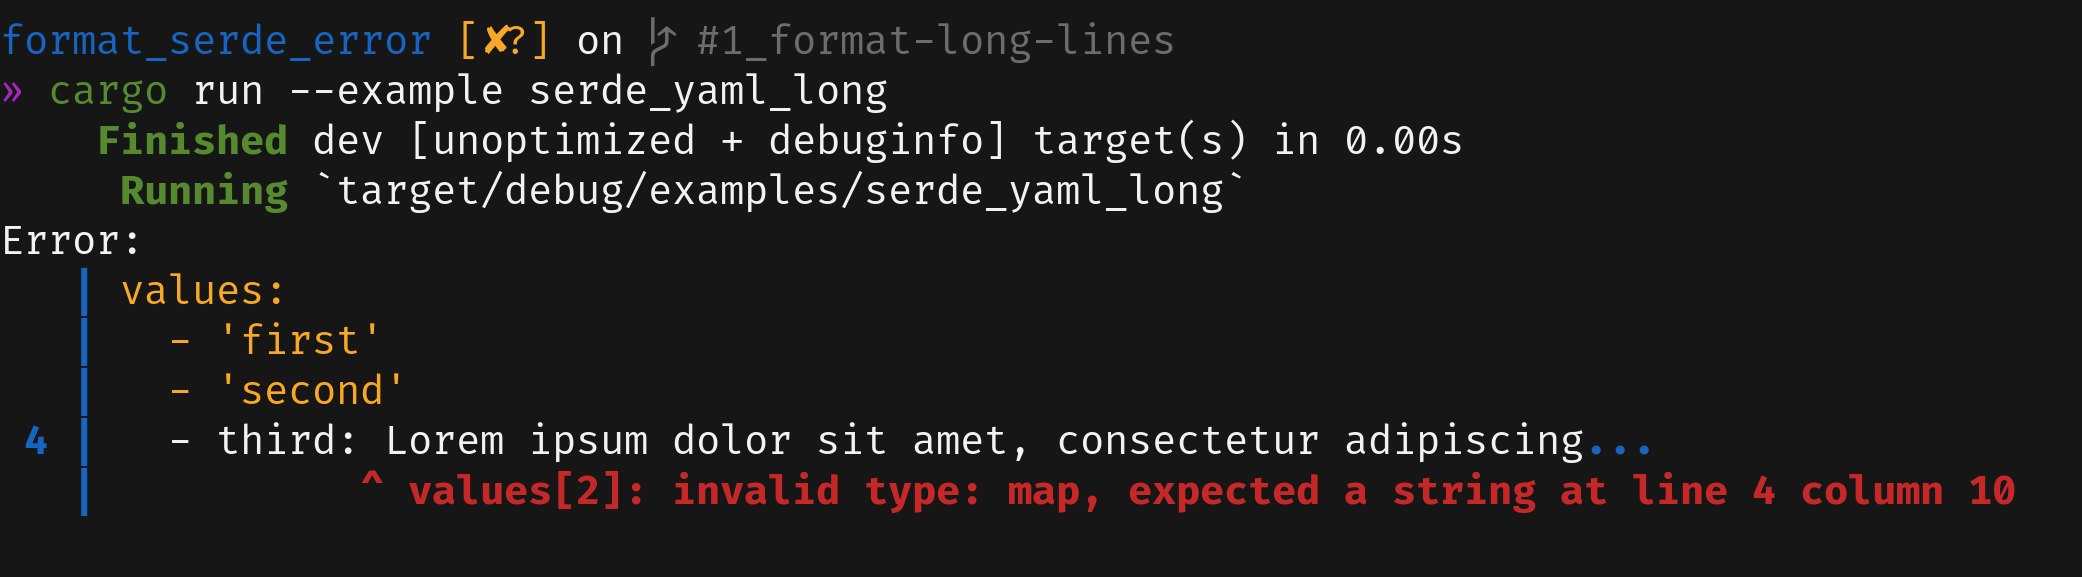 format_serde_error [✘?] on #1_format-long-lines
» cargo run --example serde_yaml_long
    Finished dev [unoptimized + debuginfo] target(s) in 0.00s
     Running `target/debug/examples/serde_yaml_long`
Error:
   | values:
   |   - 'first'
   |   - 'second'
 4 |   - third: Lorem ipsum dolor sit amet, consectetur adipiscing...
   |           ^ values[2]: invalid type: map, expected a string at line 4 column 10